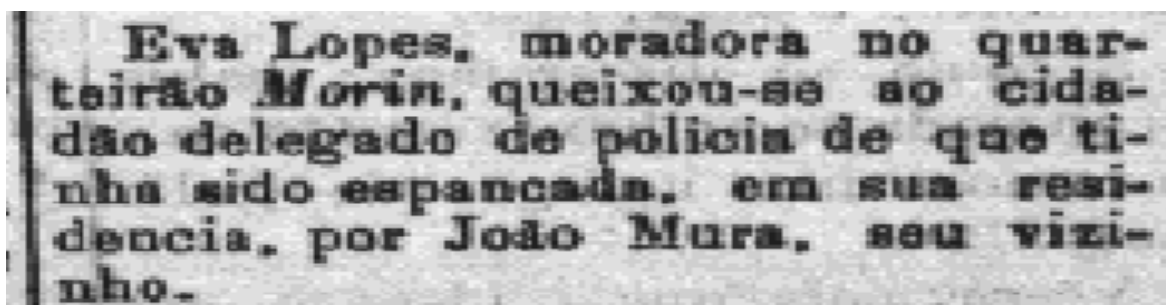 Eva Lopes, moradora no quar-
teirão Morin, queixou-se ao cida-
dão delegado de policia de que ti-
nha sido espancada, em sua resi-
dencia, por João Mura, seu vizi-
nho.